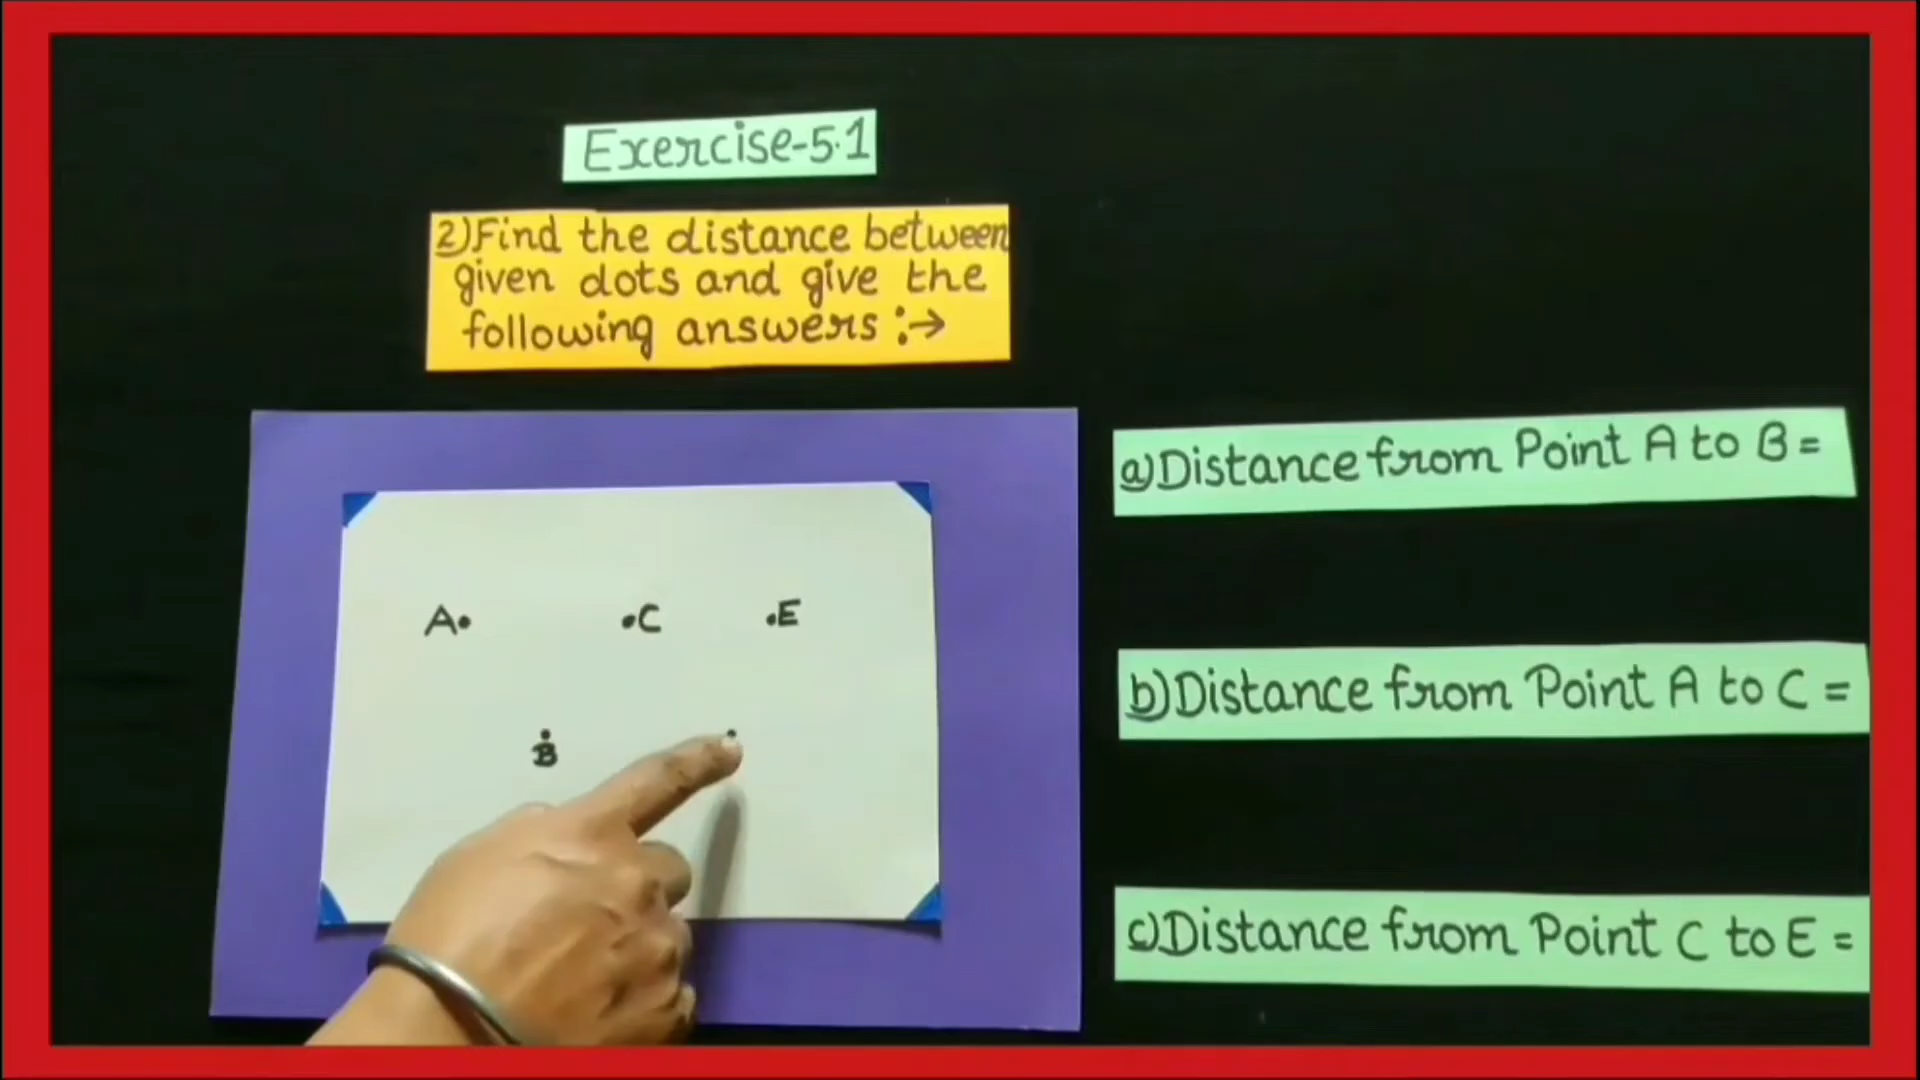 Exercise-5.1
2)Find the distance between
given dots and give the
following answers :→
A• •C •E
B
a)Distance from Point A to B =
b)Distance from Point A to C =
c)Distance from Point C to E =